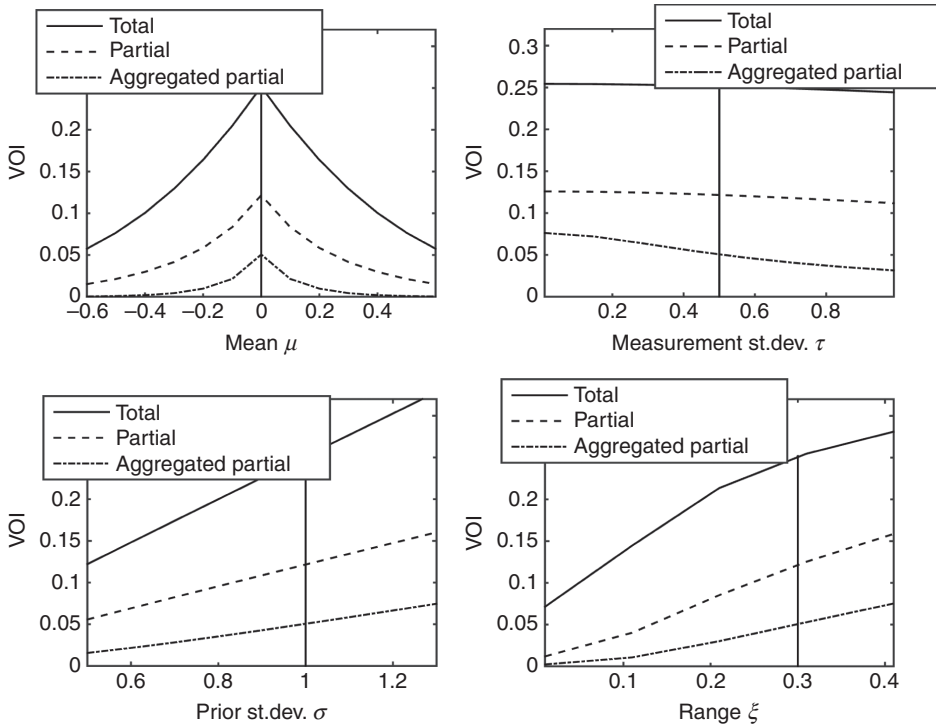 Total
Partial
Aggregated partial
VOI
0.2
0.15
0.1
0.05
0
−0.6 −0.4 −0.2 0 0.2 0.4
Mean μ
Total
Partial
Aggregated partial
VOI
0.3
0.25
0.2
0.15
0.1
0.05
0
0.2 0.4 0.6 0.8
Measurement st.dev. τ
Total
Partial
Aggregated partial
VOI
0.2
0.15
0.1
0.05
0
0.6 0.8 1 1.2
Prior st.dev. σ
Total
Partial
Aggregated partial
VOI
0.2
0.15
0.1
0.05
0
0.1 0.2 0.3 0.4
Range ξ